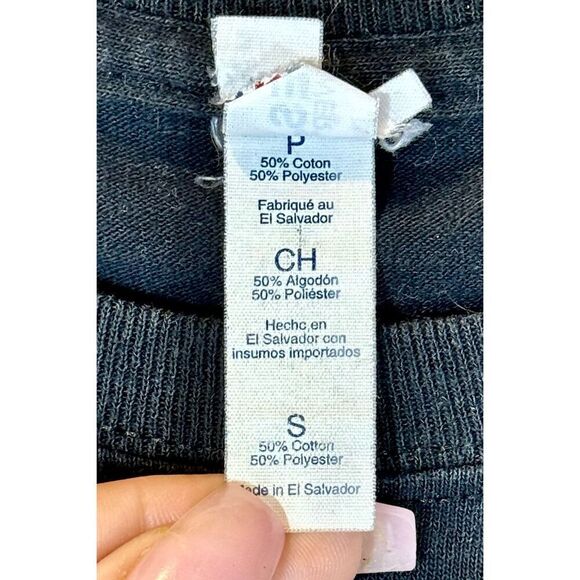 P
50% Coton
50% Polyester
Fabriqué au
El Salvador
CH
50% Algodón
50% Poliéster
Hecho en
El Salvador con
insumos importados
S
50% Cotton
50% Polyester
Made in El Salvador